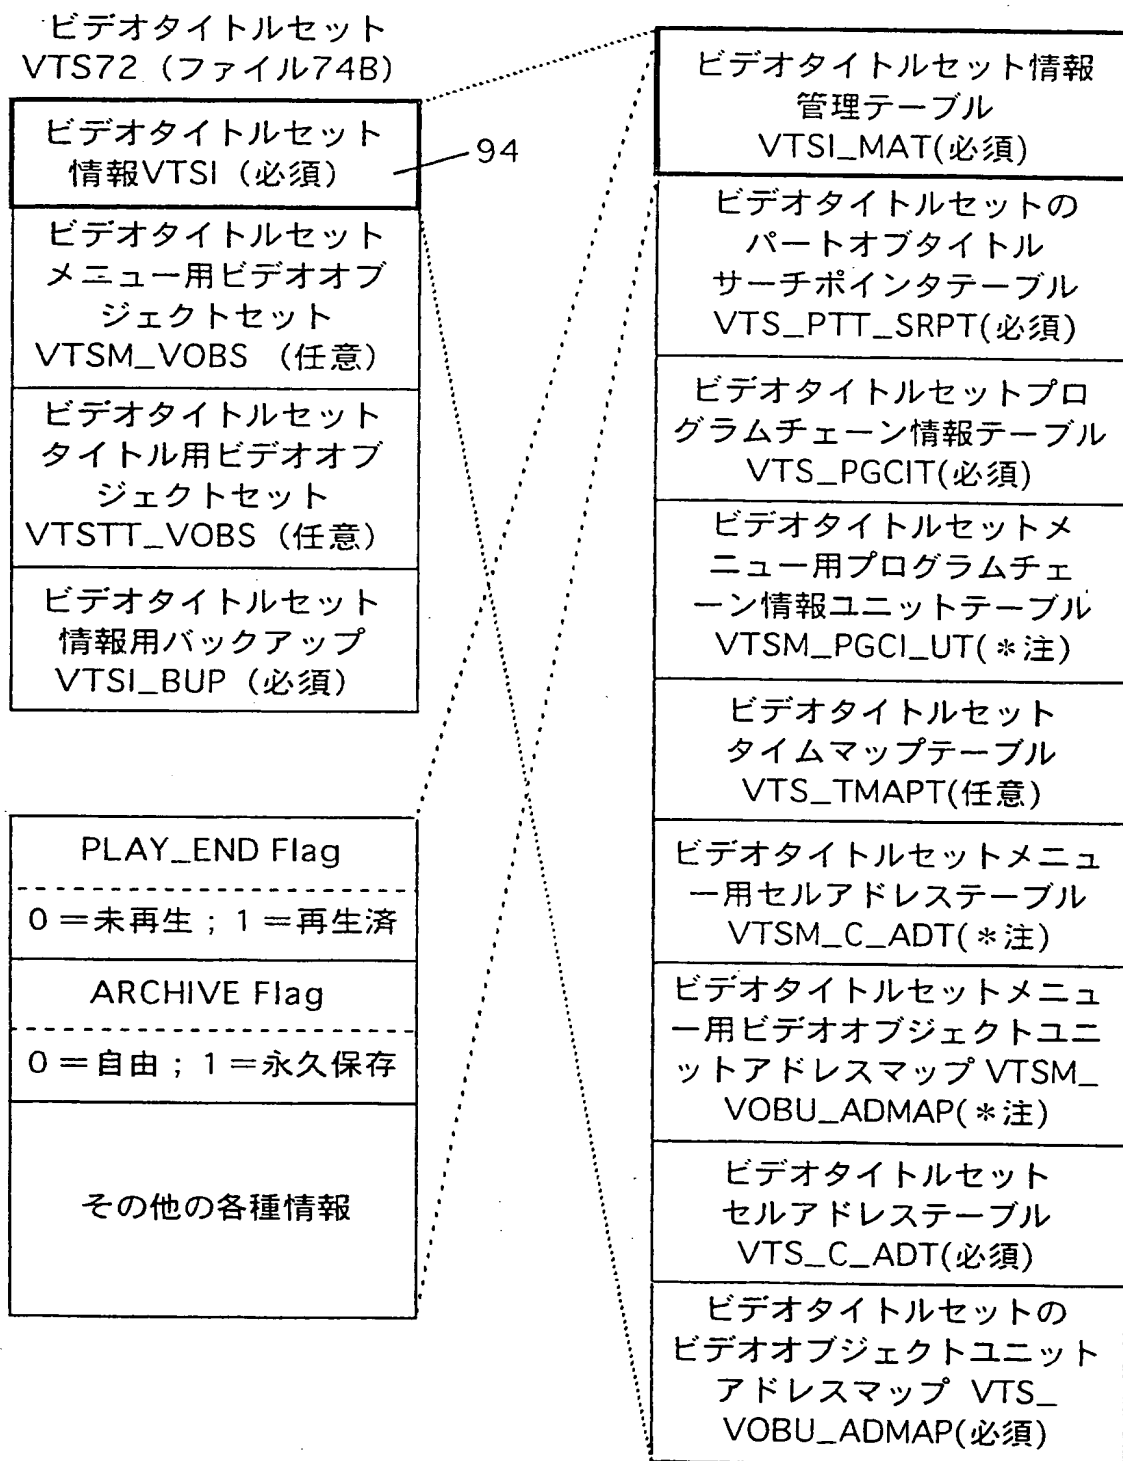 ビデオタイトルセット
VTS72（ファイル74B）
ビデオタイトルセット
情報VTSI（必須）
94
ビデオタイトルセット
メニュー用ビデオオブ
ジェクトセット
VTSM_VOBS （任意）
ビデオタイトルセット
タイトル用ビデオオブ
ジェクトセット
VTSTT_VOBS （任意）
ビデオタイトルセット
情報用バックアップ
VTSI_BUP（必須）
PLAY_END Flag
0＝未再生；1＝再生済
ARCHIVE Flag
0＝自由；1＝永久保存
その他の各種情報
ビデオタイトルセット情報
管理テーブル
VTSI_MAT(必須)
ビデオタイトルセットの
パートオブタイトル
サーチポインタテーブル
VTS_PTT_SRPT(必須)
ビデオタイトルセットプロ
グラムチェーン情報テーブル
VTS_PGCIT(必須)
ビデオタイトルセットメ
ニュー用プログラムチェ
ーン情報ユニットテーブル
VTSM_PGCI_UT(＊注)
ビデオタイトルセット
タイムマップテーブル
VTS_TMAPT(任意)
ビデオタイトルセットメニュ
ー用セルアドレステーブル
VTSM_C_ADT(＊注)
ビデオタイトルセットメニュ
ー用ビデオオブジェクトユニ
ットアドレスマップ VTSM_
VOBU_ADMAP(＊注)
ビデオタイトルセット
セルアドレステーブル
VTS_C_ADT(必須)
ビデオタイトルセットの
ビデオオブジェクトユニット
アドレスマップ VTS_
VOBU_ADMAP(必須)